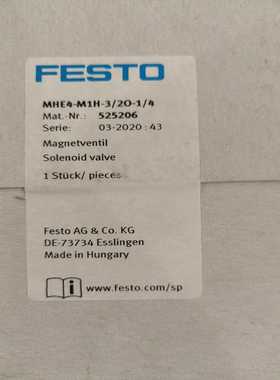 FESTO
MHE4-M1H-3/2O-1/4
Mat.-Nr.: 525206
Serie: 03-2020 : 43
Magnetventil
Solenoid valve
1 Stück/ pieces
Festo AG & Co. KG
DE-73734 Esslingen
Made in Hungary
www.festo.com/sp